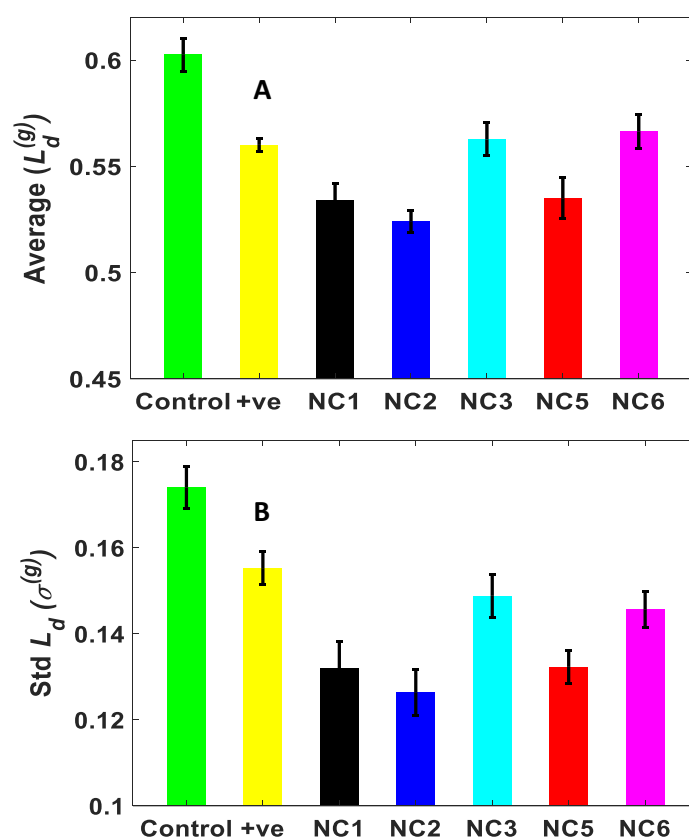 Average (L_d^(g))
0.6
0.55
0.5
0.45
A
Control +ve NC1 NC2 NC3 NC5 NC6
Std L_d (σ^(g))
0.18
0.16
0.14
0.12
0.1
B
Control +ve NC1 NC2 NC3 NC5 NC6